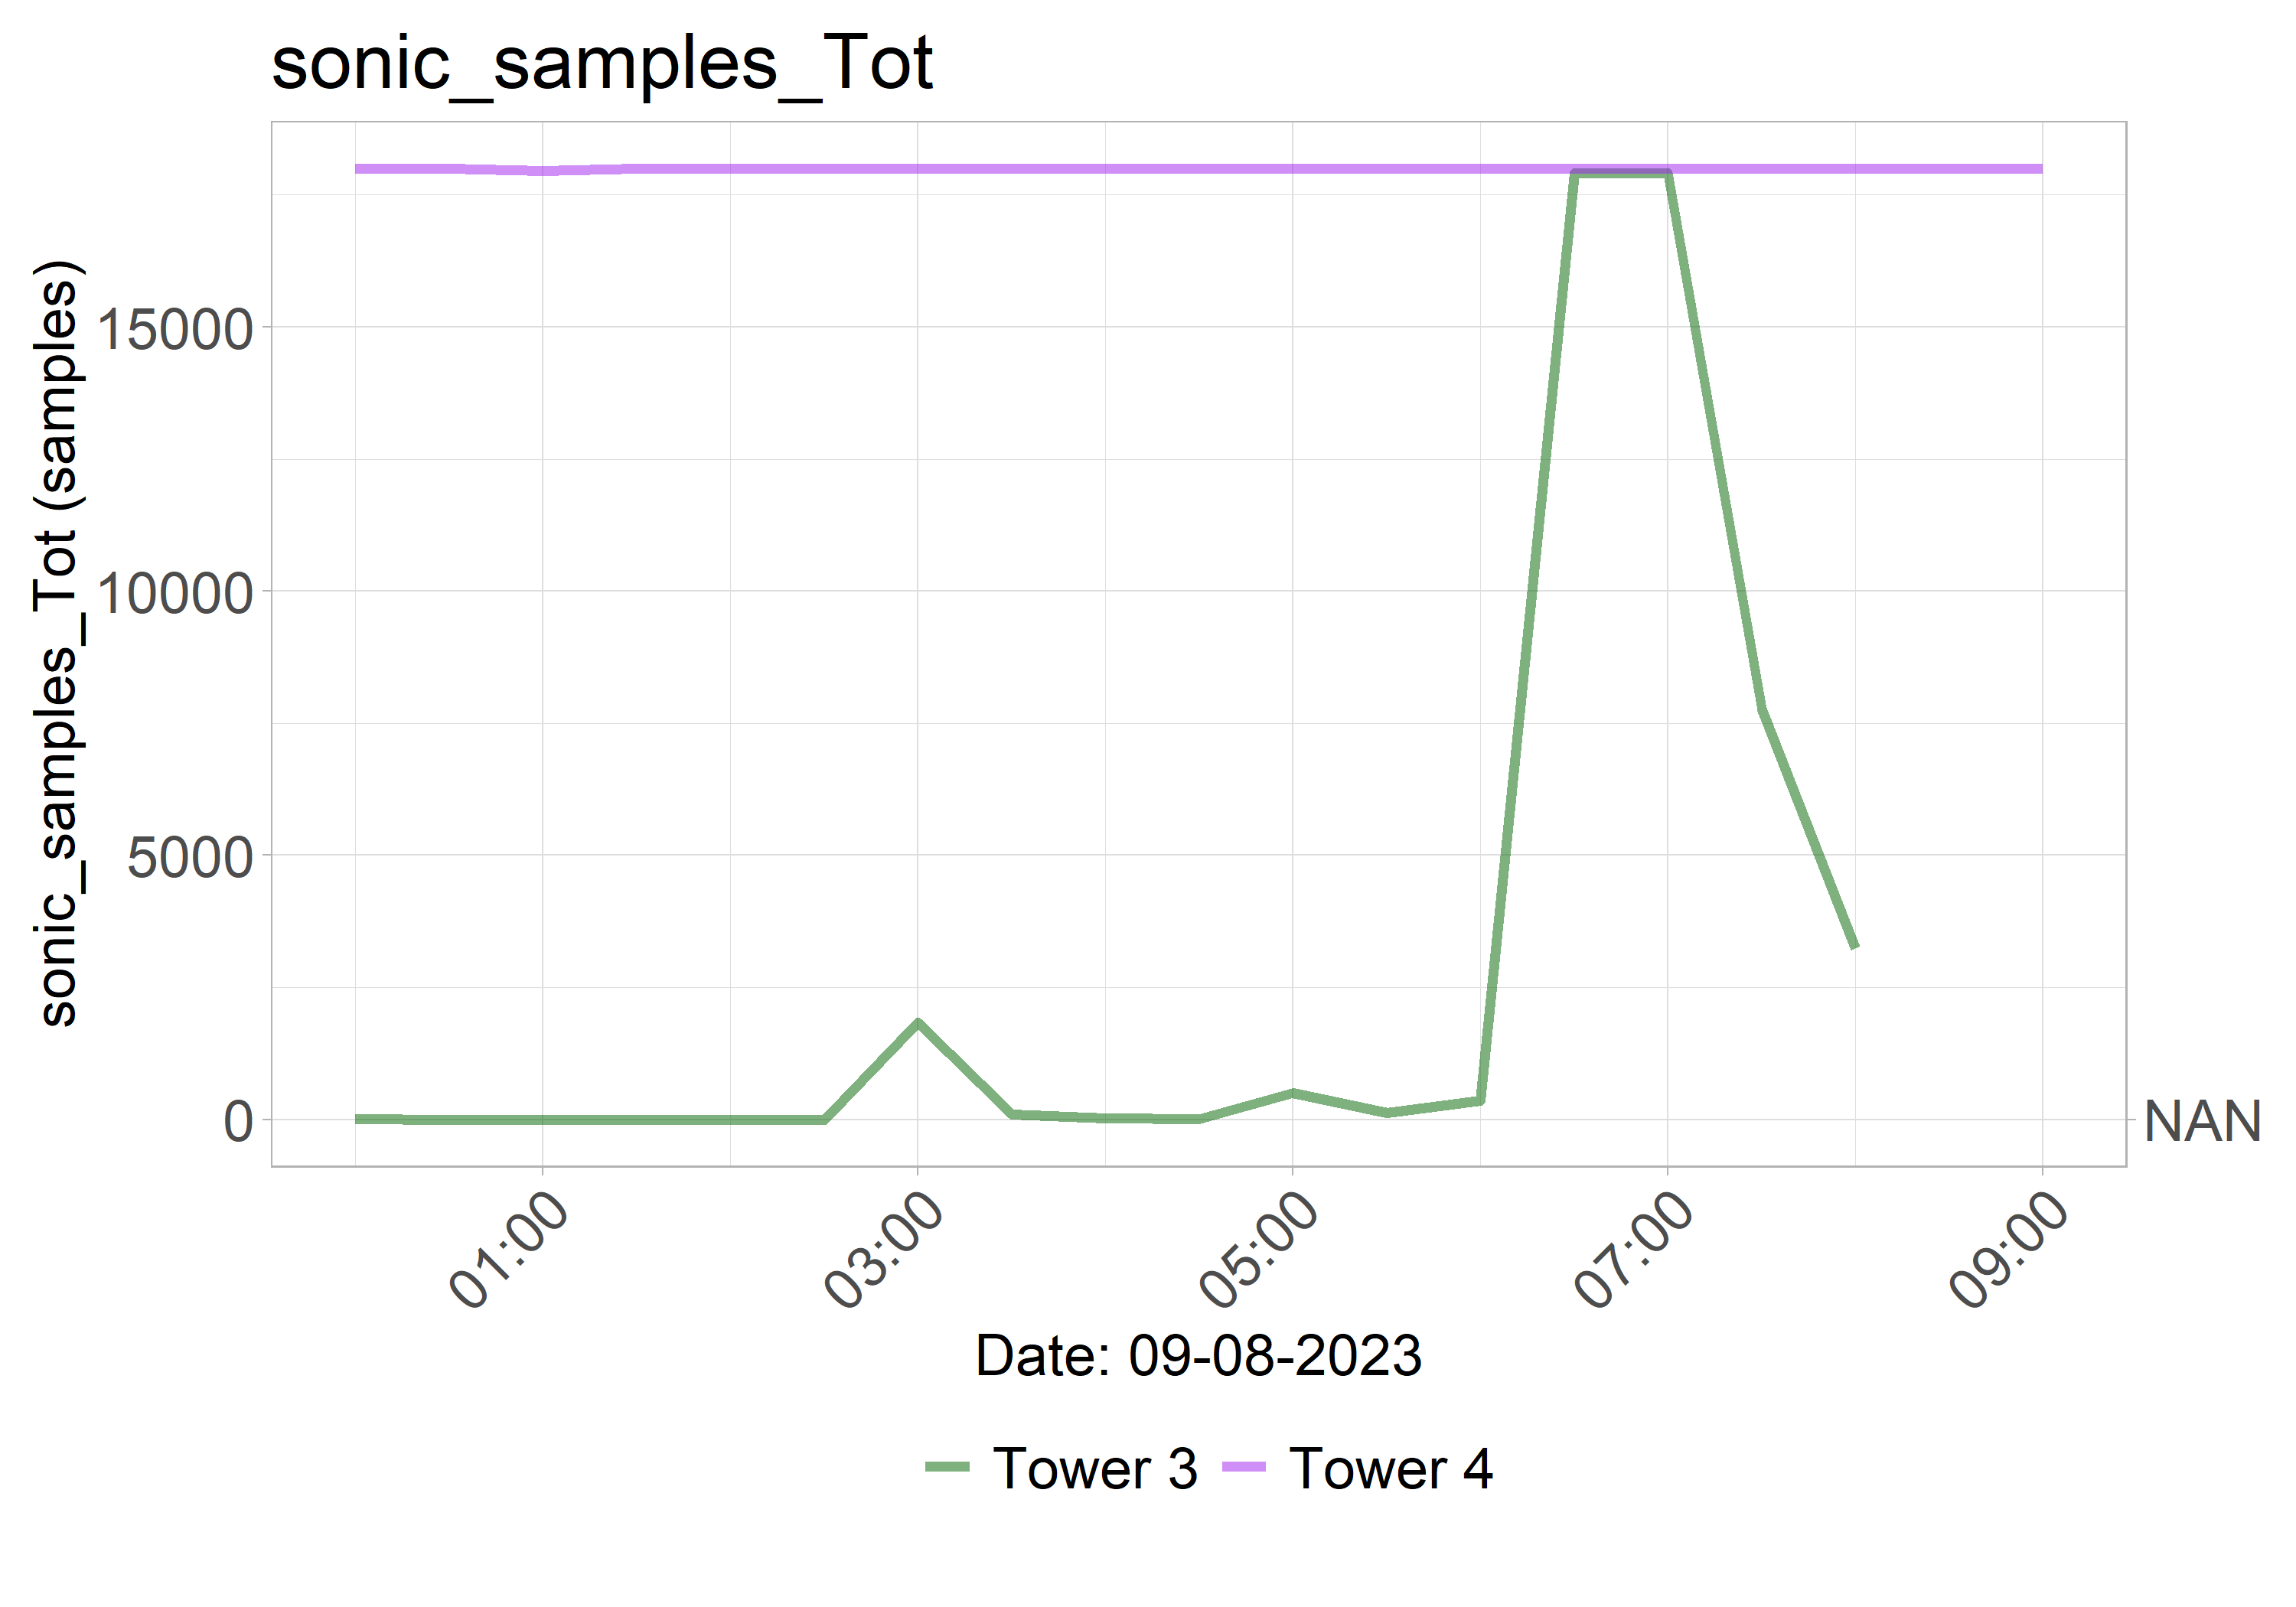 sonic_samples_Tot
sonic_samples_Tot (samples)
15000
10000
5000
0
NAN
01:00
03:00
05:00
07:00
09:00
Date: 09-08-2023
Tower 3
Tower 4